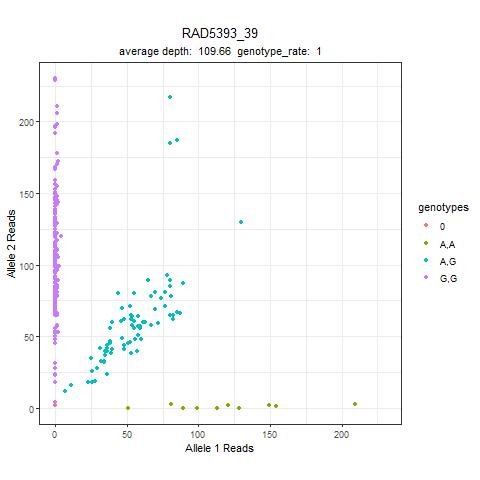 RAD5393_39
average depth: 109.66 genotype_rate: 1
Allele 2 Reads
200
150
100
50
0
0 50 100 150 200
Allele 1 Reads
genotypes
0
A,A
A,G
G,G